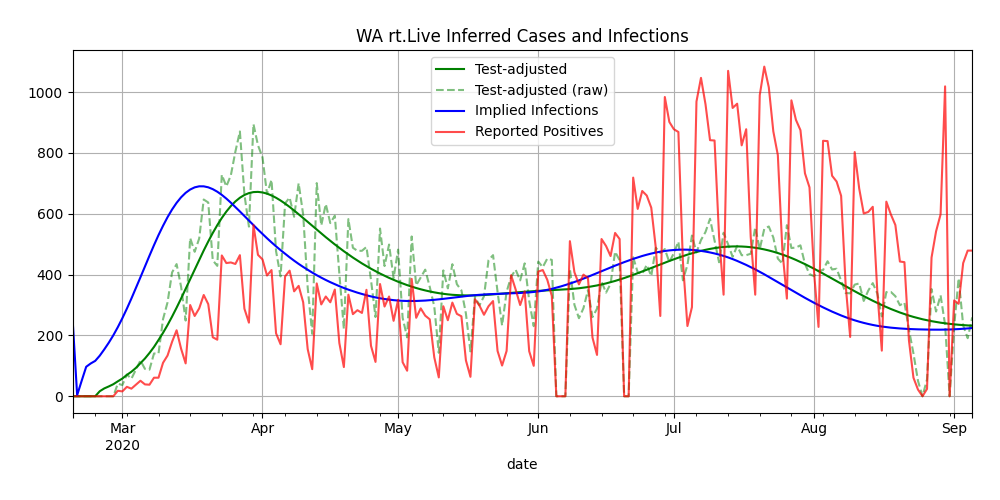 WA rt.Live Inferred Cases and Infections
Test-adjusted
Test-adjusted (raw)
Implied Infections
Reported Positives
1000
800
600
400
200
0
Mar
2020
Apr
May
Jun
Jul
Aug
Sep
date